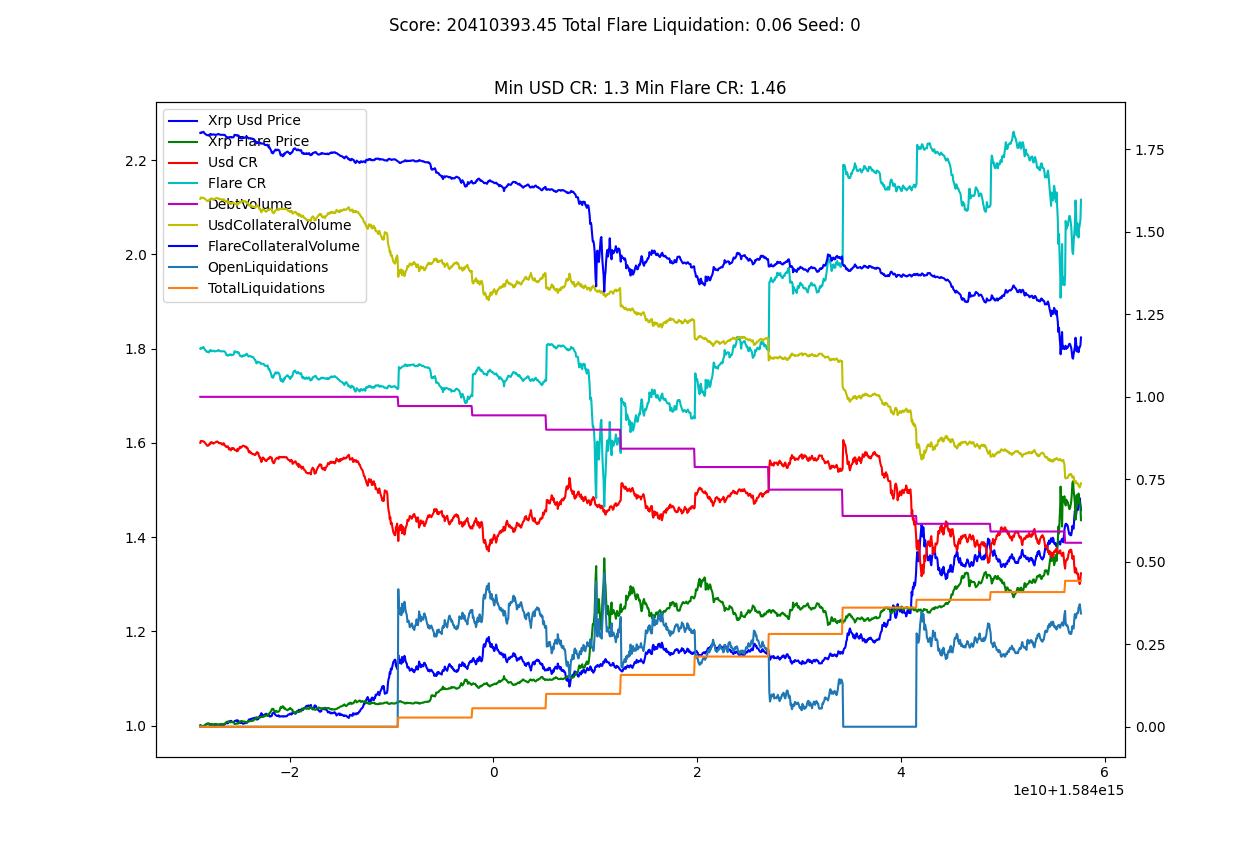 Score: 20410393.45 Total Flare Liquidation: 0.06 Seed: 0
Min USD CR: 1.3 Min Flare CR: 1.46
Xrp Usd Price
Xrp Flare Price
Usd CR
Flare CR
DebtVolume
UsdCollateralVolume
FlareCollateralVolume
OpenLiquidations
TotalLiquidations
2.2
2.0
1.8
1.6
1.4
1.2
1.0
1.75
1.50
1.25
1.00
0.75
0.50
0.25
0.00
−2
0
2
4
6
1e10+1.584e15